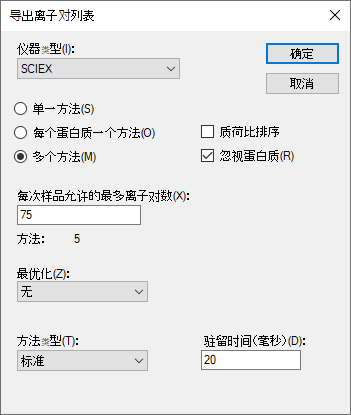 导出离子对列表
仪器类型(I):
SCIEX
确定
取消
单一方法(S)
每个蛋白质一个方法(O)
质荷比排序
多个方法(M)
忽视蛋白质(R)
每次样品允许的最多离子对数(X):
75
方法: 5
最优化(Z):
无
方法类型(T):
驻留时间(毫秒)(D):
标准
20